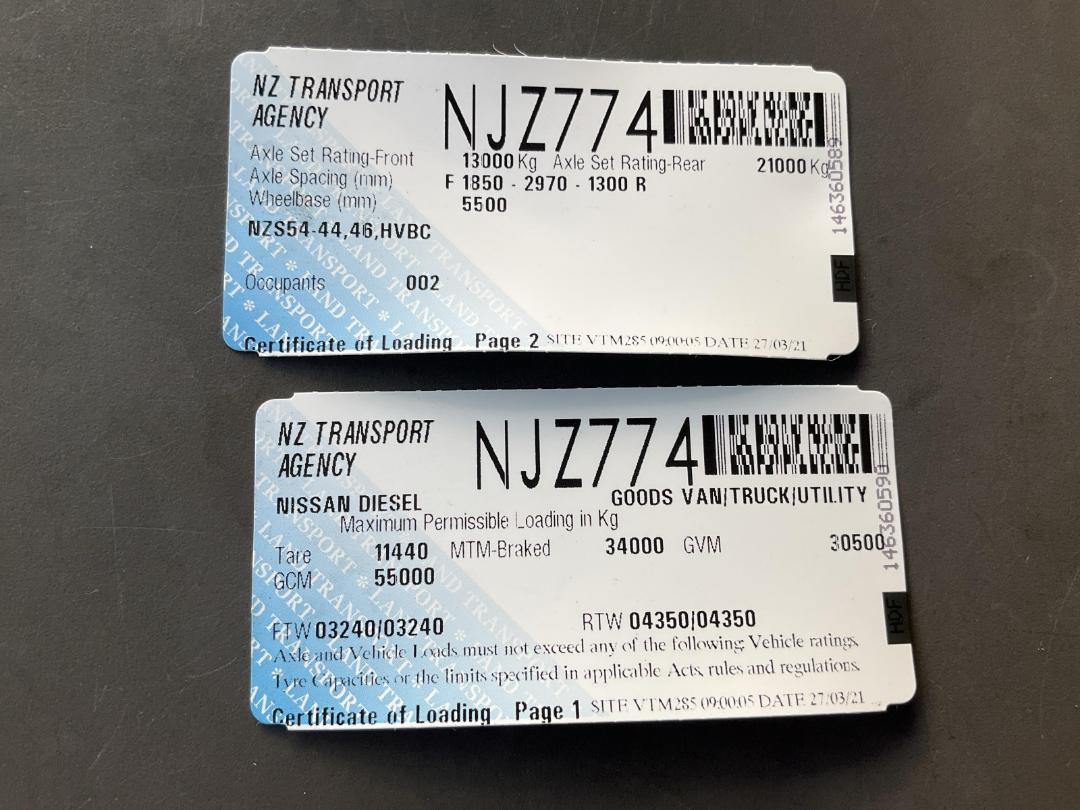 NZ TRANSPORT AGENCY NJZ774
Axle Set Rating-Front 13000 Kg Axle Set Rating-Rear 21000 Kg
Axle Spacing (mm) F 1850 - 2970 - 1300 R
Wheelbase (mm) 5500
NZS54-44,46,HVBC
Occupants 002
Certificate of Loading Page 2 SITE VTM285 09:00:05 DATE 27/03/21
146360589
HDF
NZ TRANSPORT AGENCY NJZ774
NISSAN DIESEL GOODS VAN/TRUCK/UTILITY
Maximum Permissible Loading in Kg
Tare 11440 MTM-Braked 34000 GVM 30500
GCM 55000
FTW 03240/03240 RTW 04350/04350
Axle and Vehicle Loads must not exceed any of the following; Vehicle ratings,
Tyre Capacities or the limits specified in applicable Acts, rules and regulations.
Certificate of Loading Page 1 SITE VTM285 09:00:05 DATE 27/03/21
146360590
HDF